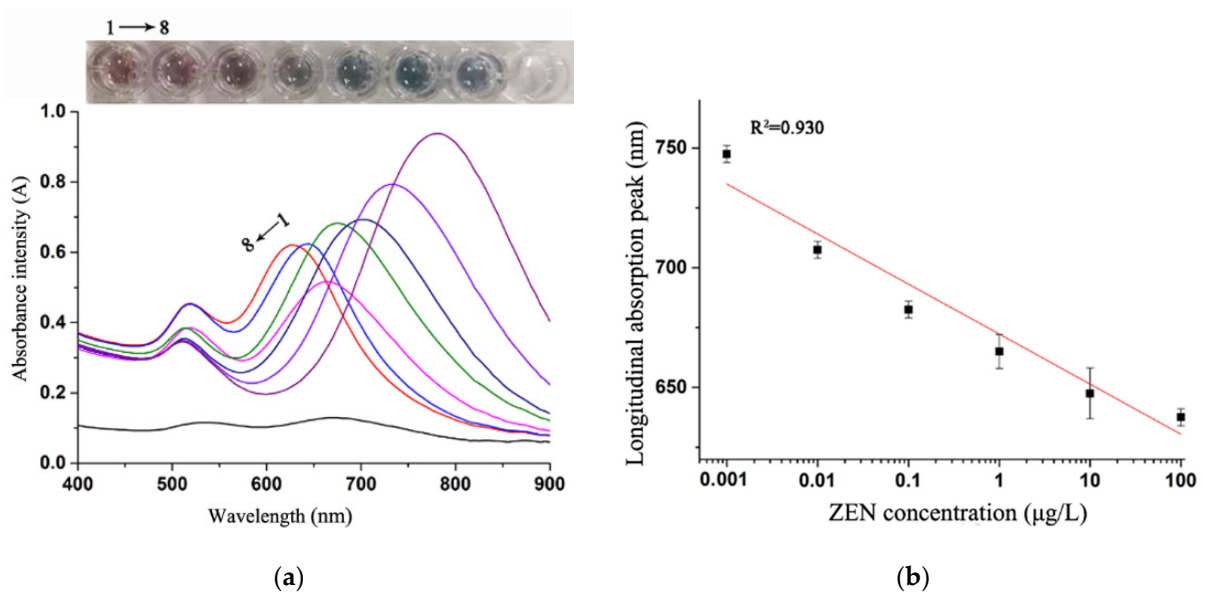 1 → 8
1.0
0.8
0.6
0.4
0.2
0.0
Absorbance intensity (A)
8 ← 1
400 500 600 700 800 900
Wavelength (nm)
(a)
R²=0.930
750
700
650
Longitudinal absorption peak (nm)
0.001 0.01 0.1 1 10 100
ZEN concentration (μg/L)
(b)